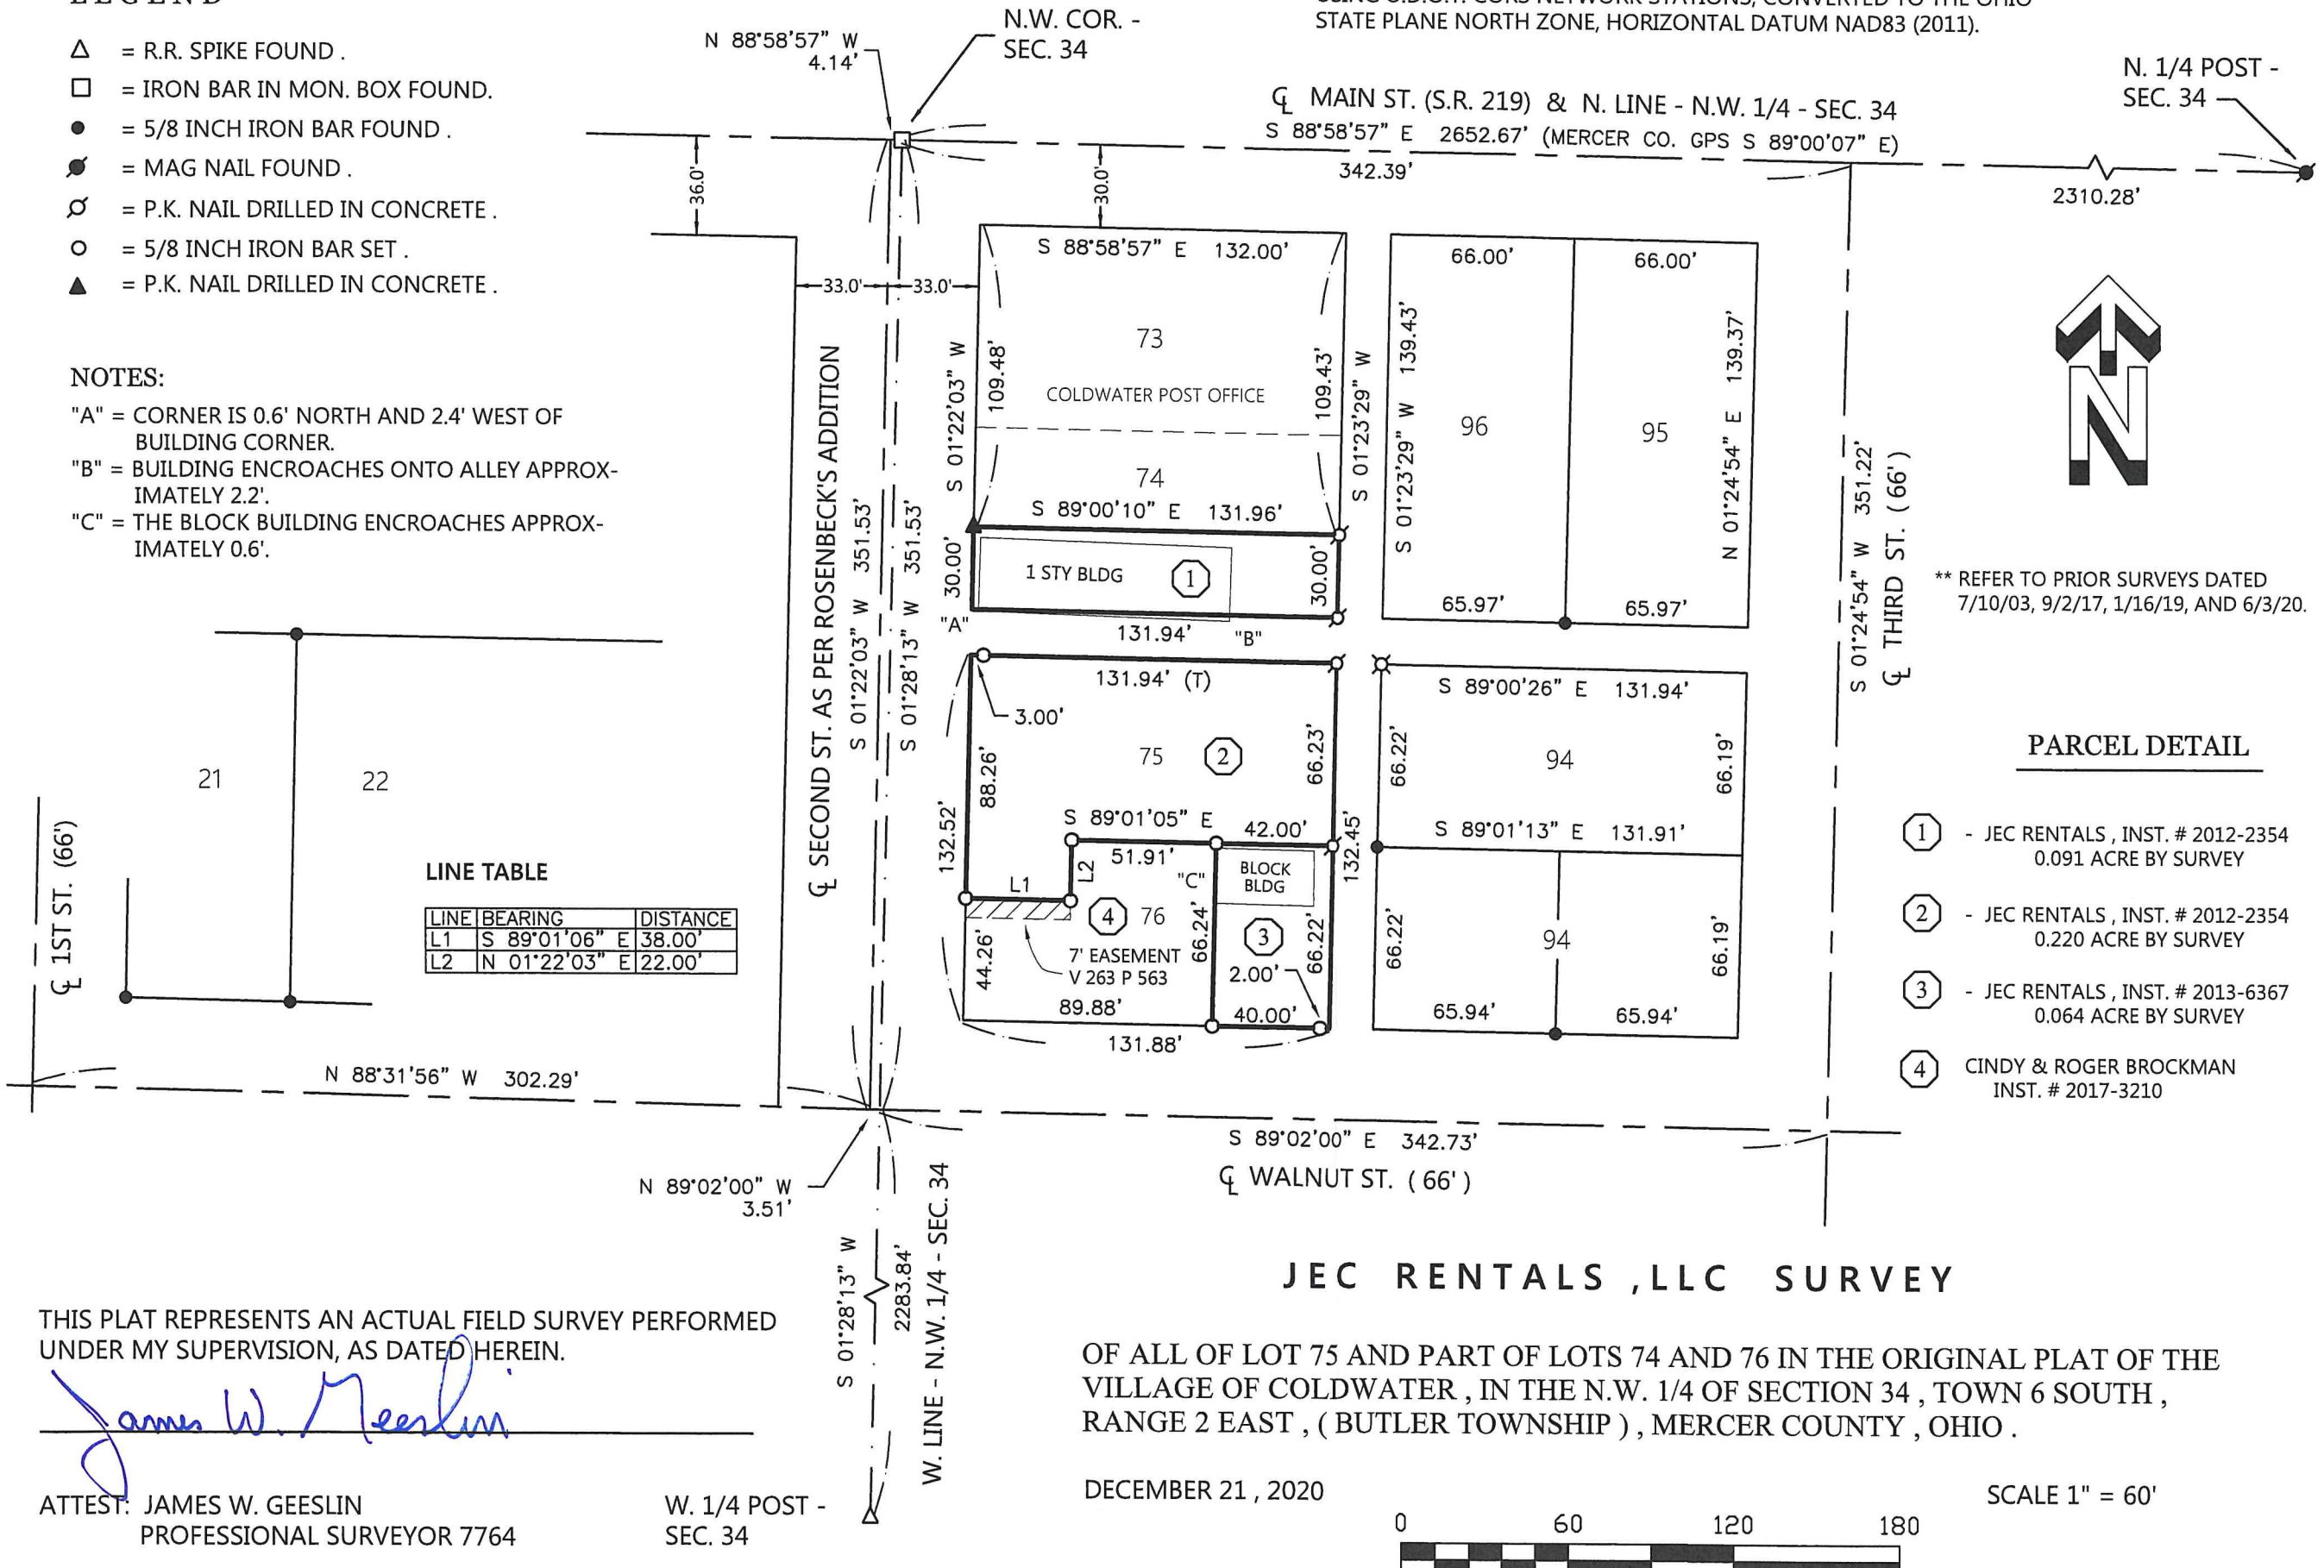 LEGEND
= R.R. SPIKE FOUND .
= IRON BAR IN MON. BOX FOUND.
= 5/8 INCH IRON BAR FOUND .
= MAG NAIL FOUND .
= P.K. NAIL DRILLED IN CONCRETE .
= 5/8 INCH IRON BAR SET .
= P.K. NAIL DRILLED IN CONCRETE .
NOTES:
"A" = CORNER IS 0.6' NORTH AND 2.4' WEST OF
BUILDING CORNER.
"B" = BUILDING ENCROACHES ONTO ALLEY APPROX-
IMATELY 2.2'.
"C" = THE BLOCK BUILDING ENCROACHES APPROX-
IMATELY 0.6'.
USING O.D.O.T. CORS NETWORK STATIONS, CONVERTED TO THE OHIO
STATE PLANE NORTH ZONE, HORIZONTAL DATUM NAD83 (2011).
N 88°58'57" W
4.14'
N.W. COR. -
SEC. 34
N. 1/4 POST -
SEC. 34
℄ MAIN ST. (S.R. 219) & N. LINE - N.W. 1/4 - SEC. 34
S 88°58'57" E 2652.67' (MERCER CO. GPS S 89°00'07" E)
342.39'
2310.28'
36.0'
30.0'
33.0'
33.0'
S 88°58'57" E 132.00'
66.00'
66.00'
S 01°22'03" W
109.48'
73
COLDWATER POST OFFICE
109.43'
S 01°23'29" W
S 01°23'29" W 139.43'
96
95
N 01°24'54" E 139.37'
74
S 89°00'10" E 131.96'
30.00'
1 STY BLDG
1
30.00'
65.97'
65.97'
"A"
131.94'
"B"
℄ SECOND ST. AS PER ROSENBECK'S ADDITION
S 01°22'03" W 351.53'
S 01°28'13" W 351.53'
S 01°24'54" W 351.22'
℄ THIRD ST. (66')
N
** REFER TO PRIOR SURVEYS DATED
7/10/03, 9/2/17, 1/16/19, AND 6/3/20.
131.94' (T)
3.00'
S 89°00'26" E 131.94'
75
2
88.26'
66.23'
66.22'
94
66.19'
132.52'
S 89°01'05" E
42.00'
132.45'
S 89°01'13" E 131.91'
51.91'
L2
L1
"C"
BLOCK
BLDG
4
76
66.24'
3
66.22'
2.00'
7' EASEMENT
V 263 P 563
44.26'
89.88'
40.00'
131.88'
66.22'
94
66.19'
65.94'
65.94'
21
22
℄ 1ST ST. (66')
LINE TABLE
LINE BEARING DISTANCE
L1 S 89°01'06" E 38.00'
L2 N 01°22'03" E 22.00'
PARCEL DETAIL
1 - JEC RENTALS , INST. # 2012-2354
0.091 ACRE BY SURVEY
2 - JEC RENTALS , INST. # 2012-2354
0.220 ACRE BY SURVEY
3 - JEC RENTALS , INST. # 2013-6367
0.064 ACRE BY SURVEY
4 CINDY & ROGER BROCKMAN
INST. # 2017-3210
N 88°31'56" W 302.29'
S 89°02'00" E 342.73'
℄ WALNUT ST. ( 66' )
N 89°02'00" W
3.51'
S 01°28'13" W
2283.84'
W. LINE - N.W. 1/4 - SEC. 34
W. 1/4 POST -
SEC. 34
THIS PLAT REPRESENTS AN ACTUAL FIELD SURVEY PERFORMED
UNDER MY SUPERVISION, AS DATED HEREIN.
James W. Geeslin
ATTEST: JAMES W. GEESLIN
PROFESSIONAL SURVEYOR 7764
JEC RENTALS ,LLC SURVEY
OF ALL OF LOT 75 AND PART OF LOTS 74 AND 76 IN THE ORIGINAL PLAT OF THE
VILLAGE OF COLDWATER , IN THE N.W. 1/4 OF SECTION 34 , TOWN 6 SOUTH ,
RANGE 2 EAST , ( BUTLER TOWNSHIP ) , MERCER COUNTY , OHIO .
DECEMBER 21 , 2020
SCALE 1" = 60'
0 60 120 180